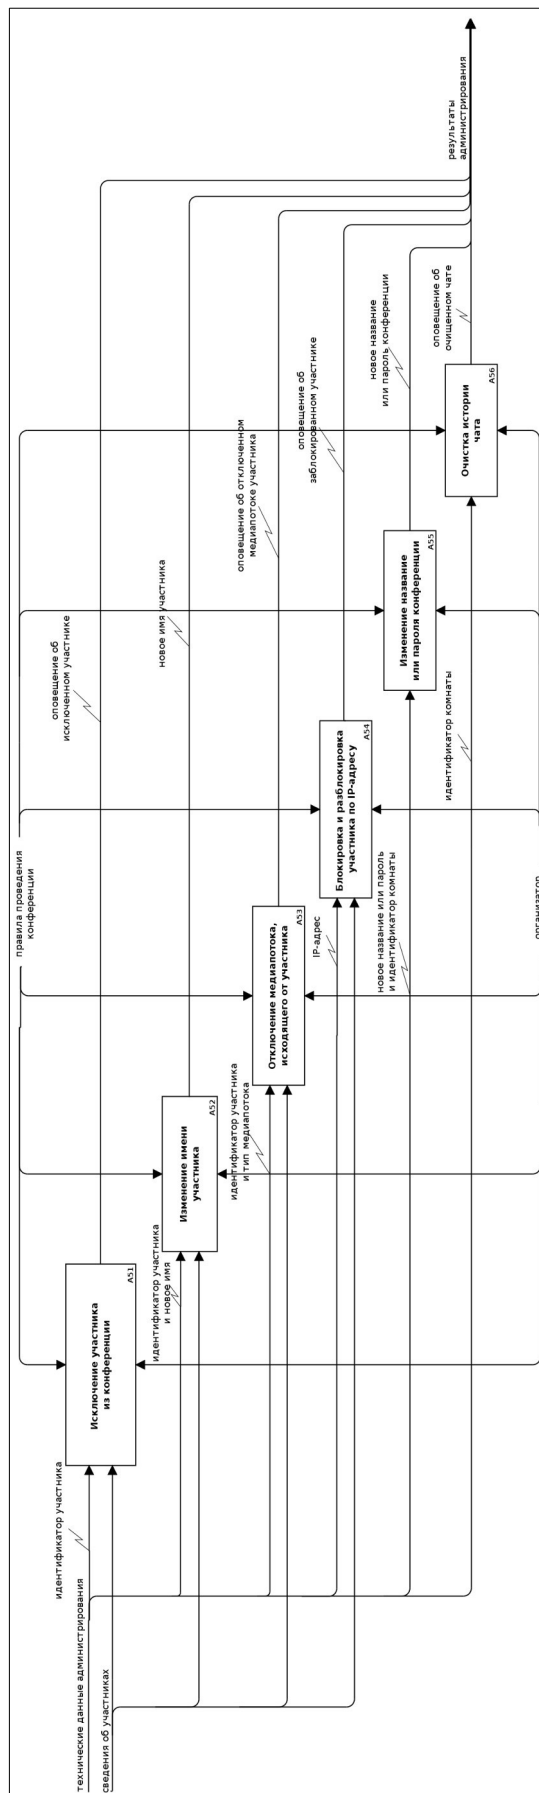 технические данные администрирования
сведения об участниках
идентификатор участника
правила проведения
конференции
Исключение участника
из конференции
A51
оповещение об
исключенном участнике
идентификатор участника
и новое имя
Изменение имени
участника
A52
новое имя участника
идентификатор участника
и тип медиапотока
Отключение медиапотока,
исходящего от участника
A53
оповещение об отключенном
медиапотоке участника
IP-адрес
Блокировка и разблокировка
участника по IP-адресу
A54
оповещение об
заблокированном участнике
новое название или пароль
и идентификатор комнаты
Изменение название
или пароля конференции
A55
новое название
или пароль конференции
идентификатор комнаты
Очистка истории
чата
A56
оповещение об
очищенном чате
результаты
администрирования
организатор